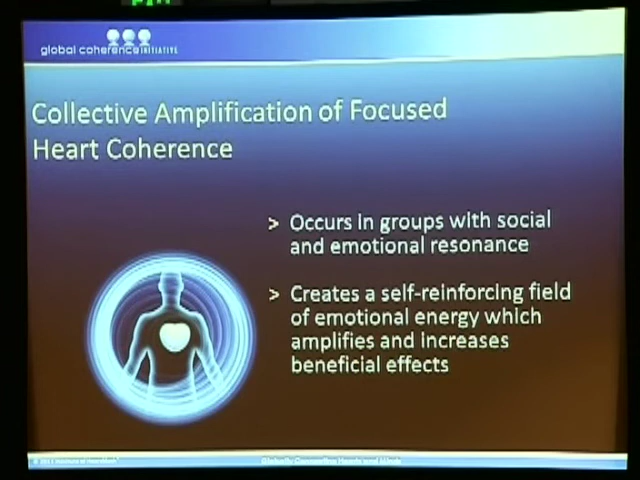 global coherence INITIATIVE
Collective Amplification of Focused
Heart Coherence
> Occurs in groups with social
and emotional resonance
> Creates a self-reinforcing field
of emotional energy which
amplifies and increases
beneficial effects